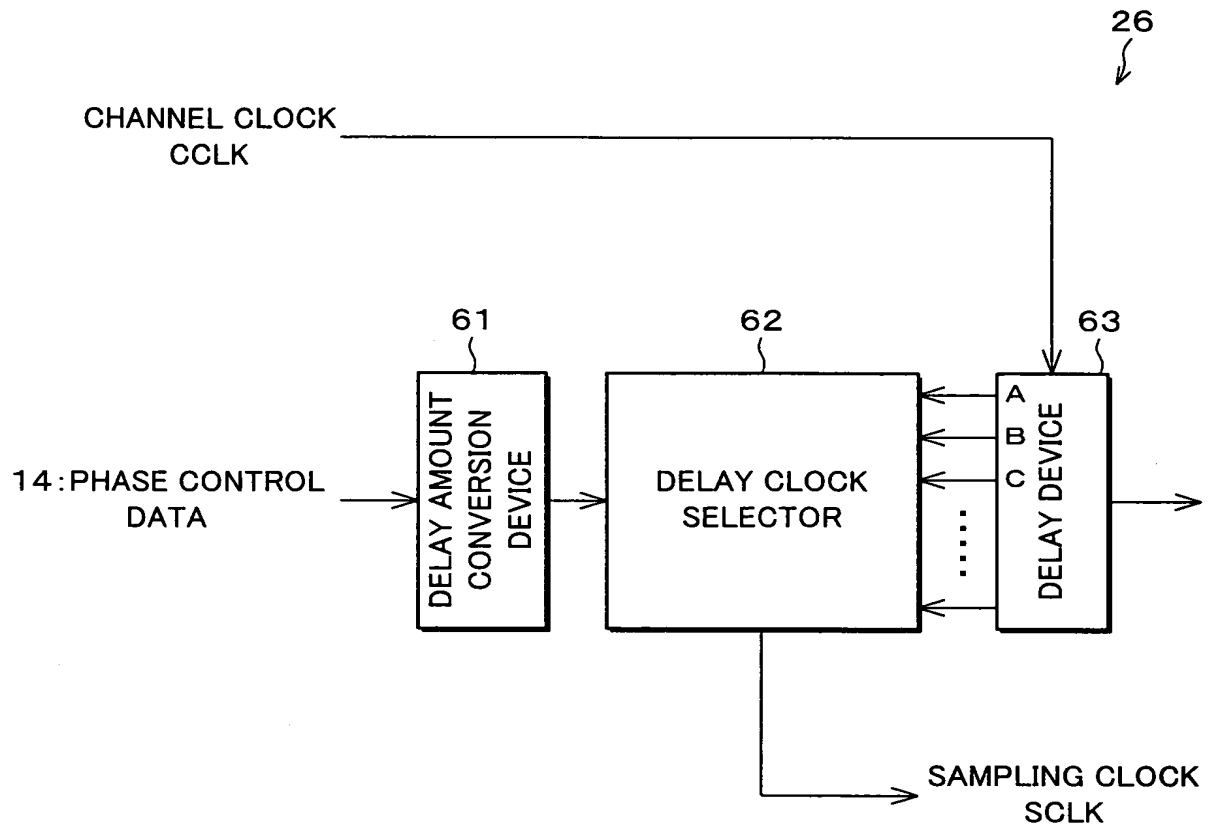 26
CHANNEL CLOCK
CCLK
61
62
63
14:PHASE CONTROL
DATA
DELAY AMOUNT
CONVERSION
DEVICE
DELAY CLOCK
SELECTOR
A
B
C
DELAY DEVICE
SAMPLING CLOCK
SCLK